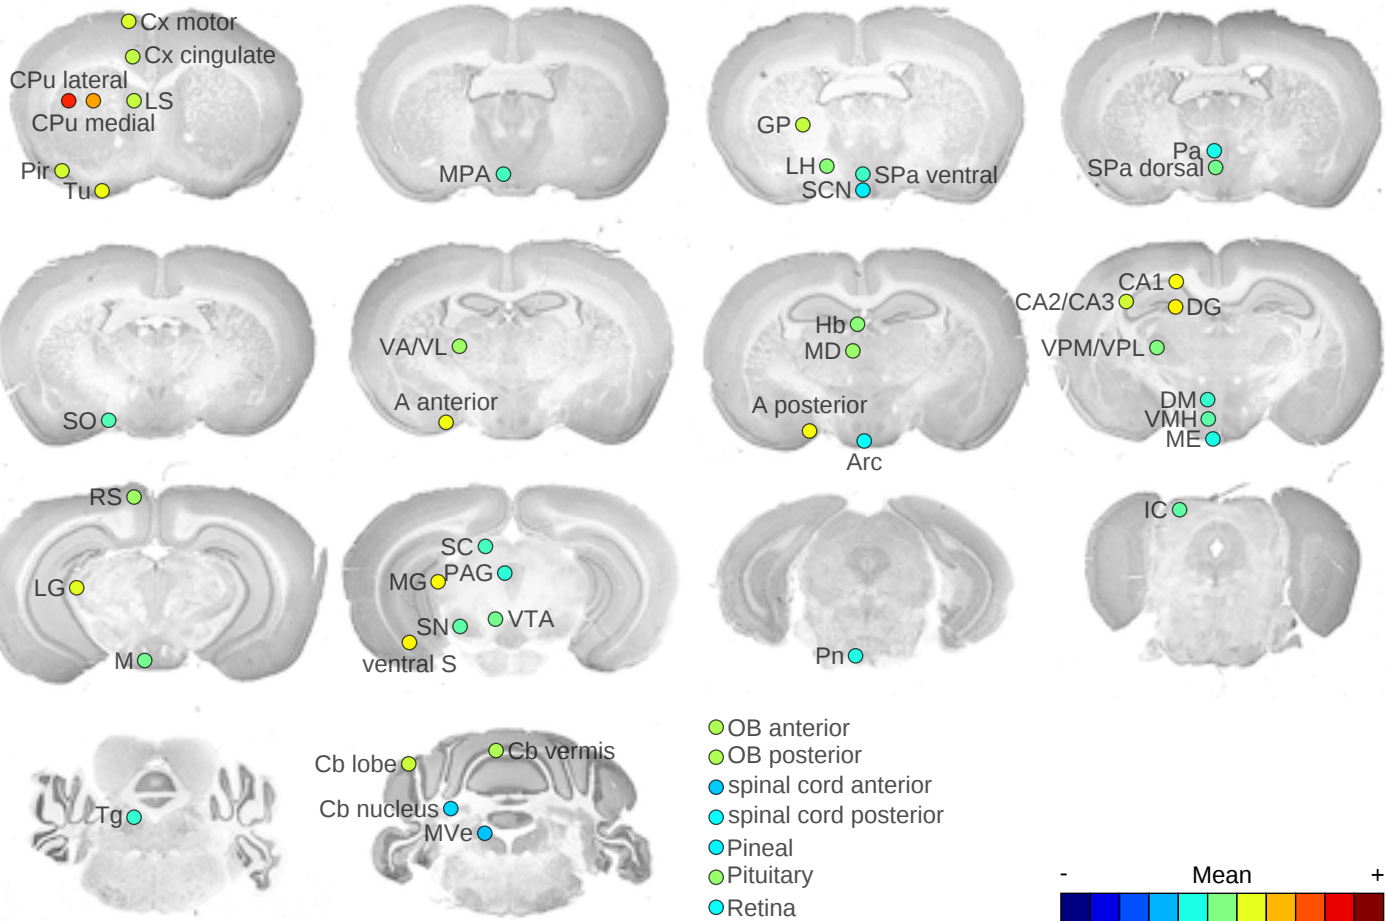 Cx motor
Cx cingulate
CPu lateral
LS
CPu medial
Pir
Tu
MPA
GP
LH
SPa ventral
SCN
Pa
SPa dorsal
SO
VA/VL
A anterior
Hb
MD
A posterior
Arc
CA1
CA2/CA3
DG
VPM/VPL
DM
VMH
ME
RS
LG
M
SC
MG
PAG
SN
VTA
ventral S
Pn
IC
Tg
Cb lobe
Cb vermis
Cb nucleus
MVe
OB anterior
OB posterior
spinal cord anterior
spinal cord posterior
Pineal
Pituitary
Retina
- Mean +